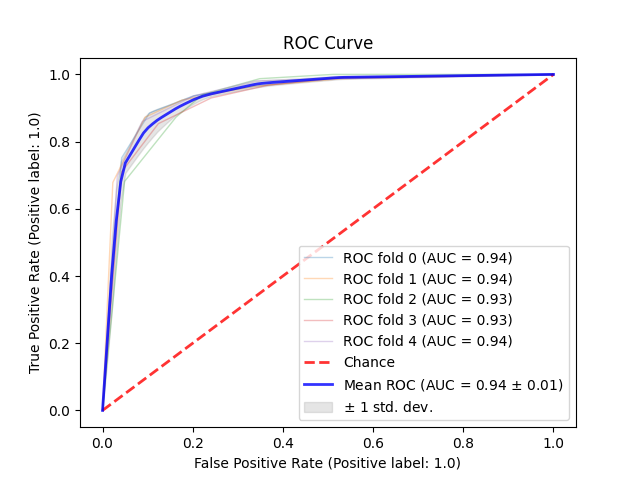 ROC Curve
True Positive Rate (Positive label: 1.0)
1.0
0.8
0.6
0.4
0.2
0.0
ROC fold 0 (AUC = 0.94)
ROC fold 1 (AUC = 0.94)
ROC fold 2 (AUC = 0.93)
ROC fold 3 (AUC = 0.93)
ROC fold 4 (AUC = 0.94)
Chance
Mean ROC (AUC = 0.94 ± 0.01)
± 1 std. dev.
0.0 0.2 0.4 0.6 0.8 1.0
False Positive Rate (Positive label: 1.0)